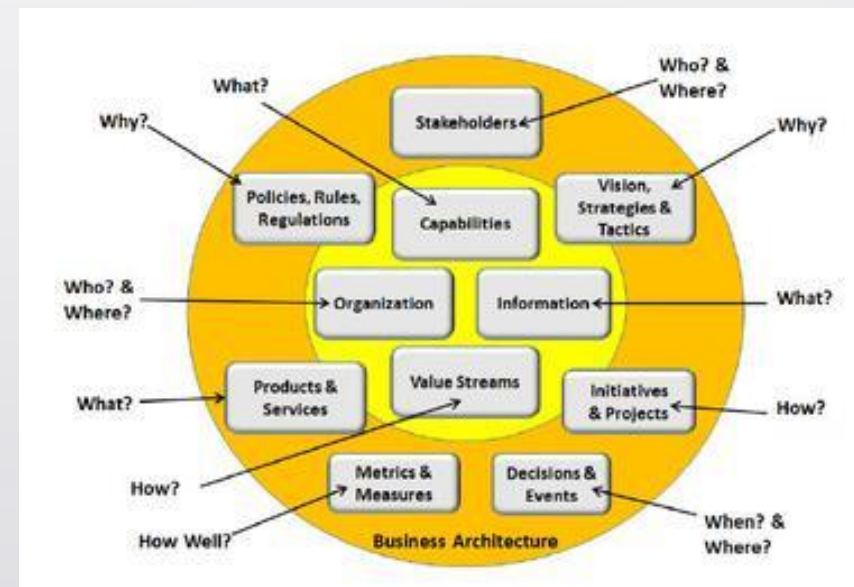 Who? &
Where?
What?
Why?
Stakeholders
Why?
Policies, Rules,
Regulations
Capabilities
Vision,
Strategies &
Tactics
Who? &
Where?
Organization
Information
What?
What?
Products &
Services
Value Streams
Initiatives
& Projects
How?
How?
Metrics &
Measures
Decisions &
Events
How Well?
Business Architecture
When? &
Where?